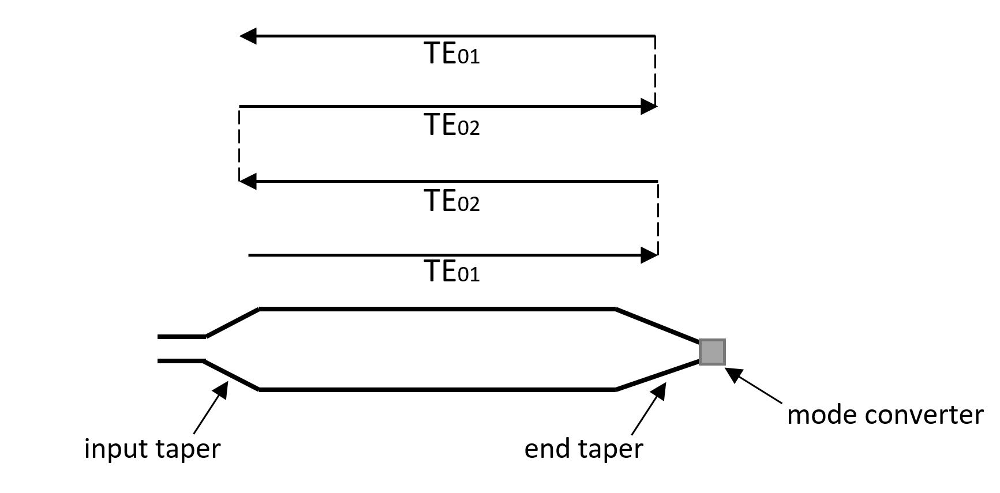 TE01
TE02
TE02
TE01
mode converter
input taper
end taper